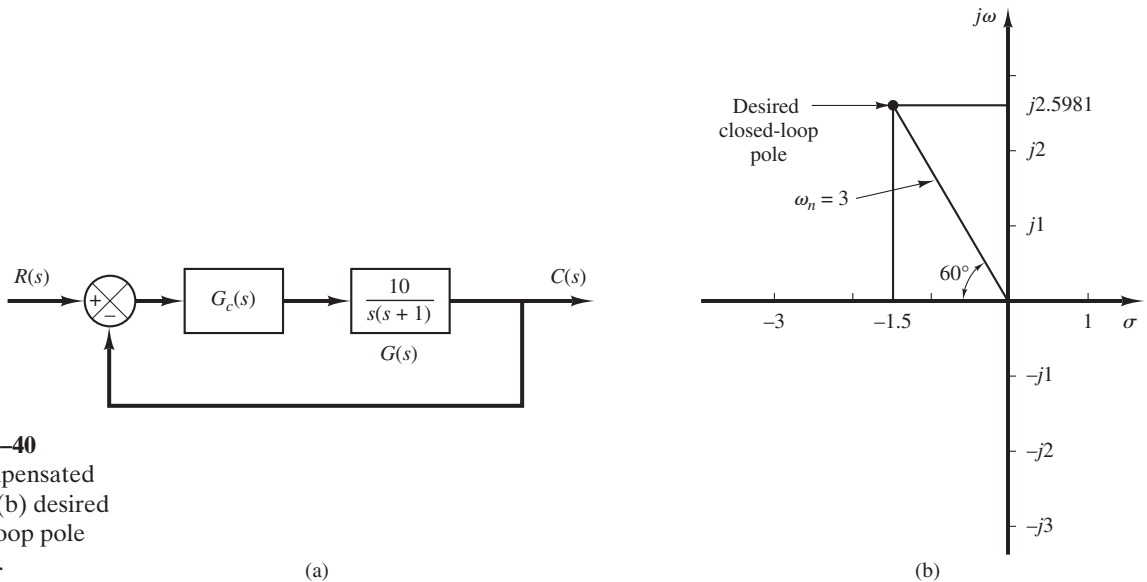 R(s)
+
−
G_c(s)
10
s(s + 1)
G(s)
C(s)
–40
pensated
(b) desired
oop pole
.
(a)
jω
Desired
closed-loop
pole
j2.5981
j2
ω_n = 3
j1
60°
−3
−1.5
1
σ
−j1
−j2
−j3
(b)